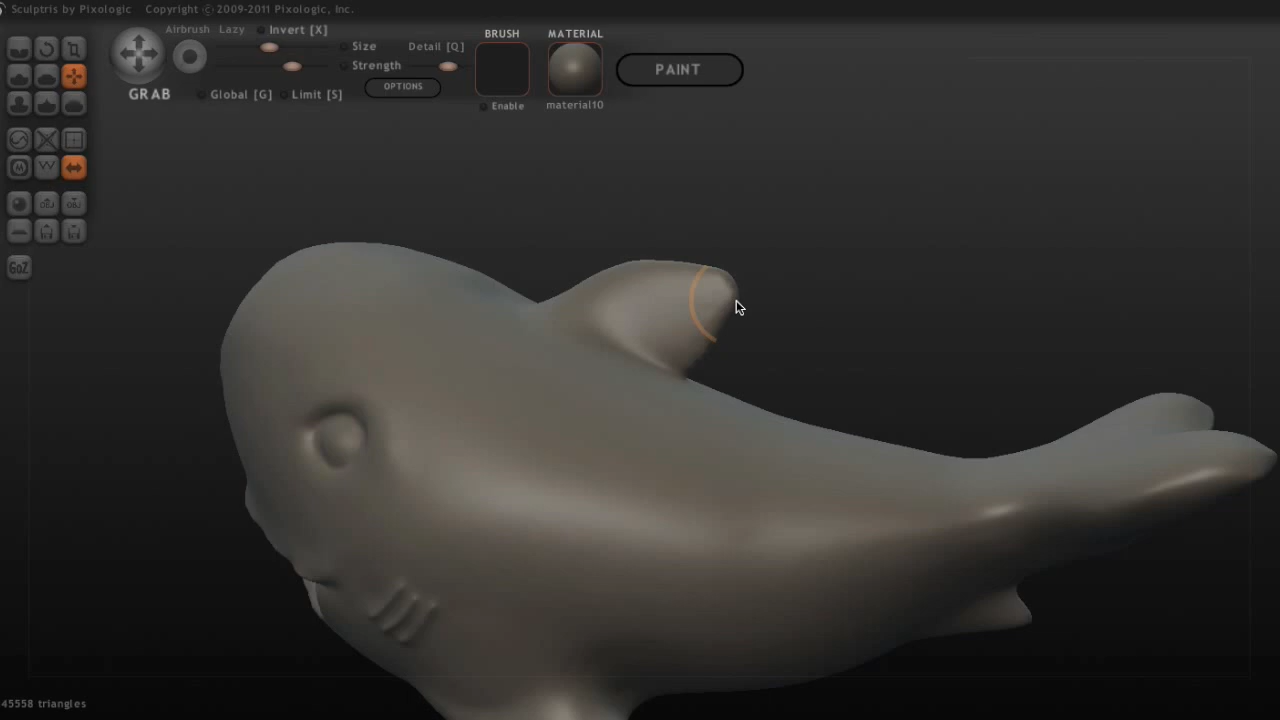 Sculptris by Pixologic Copyright © 2009-2011 Pixologic, Inc.
Airbrush Lazy Invert [X]
BRUSH MATERIAL
Size Detail [Q]
Strength
PAINT
OPTIONS
GRAB Global [G] Limit [S]
Enable material10
GoZ
45558 triangles